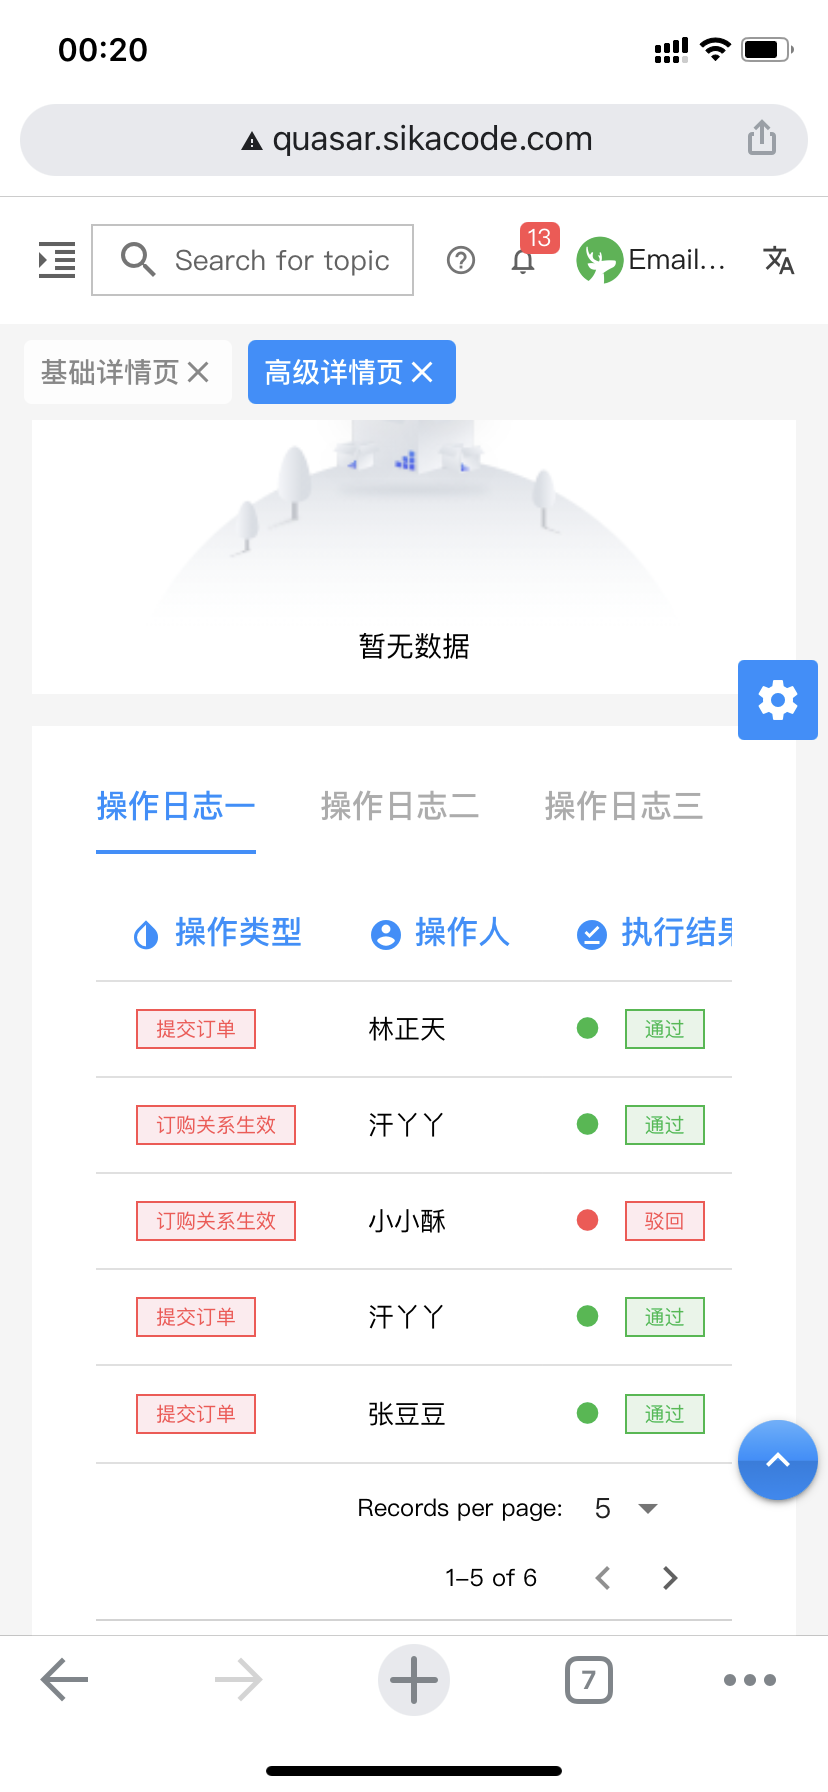 00:20
quasar.sikacode.com
Search for topic
13
Email...
基础详情页
高级详情页
暂无数据
操作日志一 操作日志二 操作日志三
操作类型 操作人 执行结果
提交订单 林正天 通过
订购关系生效 汗丫丫 通过
订购关系生效 小小酥 驳回
提交订单 汗丫丫 通过
提交订单 张豆豆 通过
Records per page: 5
1-5 of 6
7